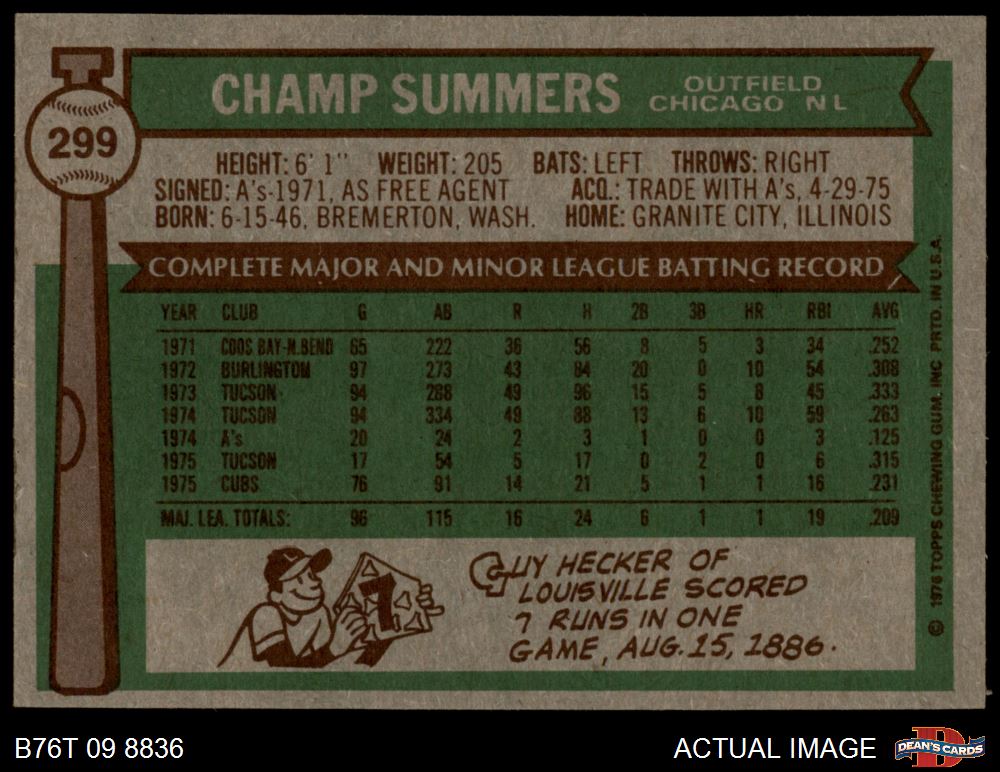 299
CHAMP SUMMERS
OUTFIELD
CHICAGO NL
HEIGHT: 6' 1" WEIGHT: 205 BATS: LEFT THROWS: RIGHT
SIGNED: A's-1971, AS FREE AGENT ACQ.: TRADE WITH A's, 4-29-75
BORN: 6-15-46, BREMERTON, WASH. HOME: GRANITE CITY, ILLINOIS
COMPLETE MAJOR AND MINOR LEAGUE BATTING RECORD
YEAR CLUB G AB R H 2B 3B HR RBI AVG
1971 COOS BAY-N.BEND 65 222 36 56 8 5 3 34 .252
1972 BURLINGTON 97 273 43 84 20 0 10 54 .308
1973 TUCSON 94 288 49 96 15 5 8 45 .333
1974 TUCSON 94 334 49 88 13 6 10 59 .263
1974 A's 20 24 2 3 1 0 0 3 .125
1975 TUCSON 17 54 5 17 0 2 0 6 .315
1975 CUBS 76 91 14 21 5 1 1 16 .231
MAJ. LEA. TOTALS: 96 115 16 24 6 1 1 19 .209
7
GUY HECKER OF
LOUISVILLE SCORED
7 RUNS IN ONE
GAME, AUG. 15, 1886.
© 1976 TOPPS CHEWING GUM, INC. PRTD. IN U.S.A.
B76T 09 8836
ACTUAL IMAGE
D
DEAN'S CARDS